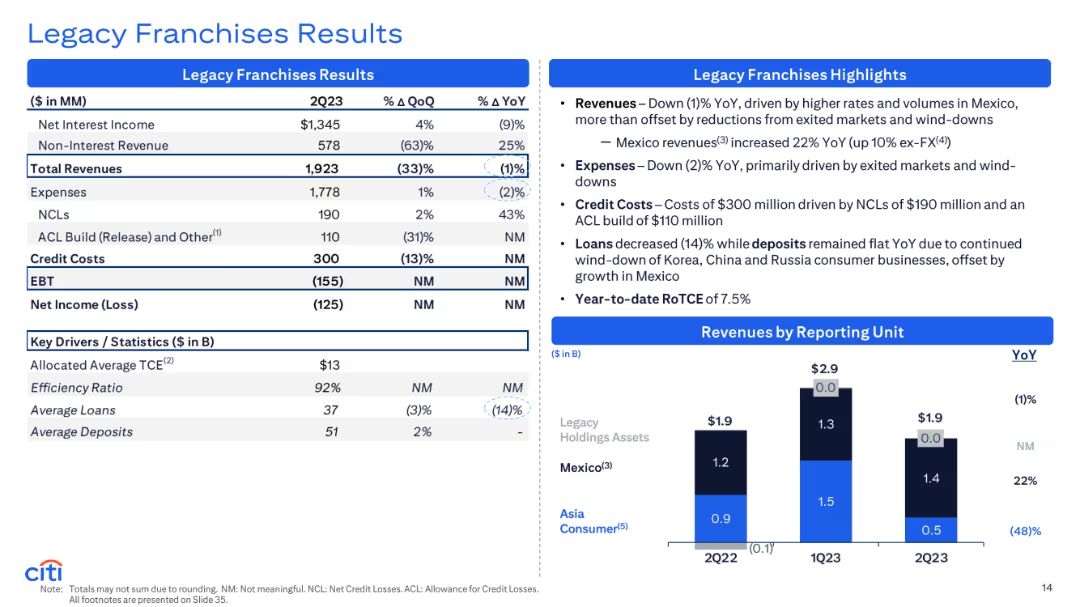 Legacy Franchises Results
Legacy Franchises Results
($ in MM) 2Q23 % Δ QoQ % Δ YoY
Net Interest Income $1,345 4% (9)%
Non-Interest Revenue 578 (63)% 25%
Total Revenues 1,923 (33)% (1)%
Expenses 1,778 1% (2)%
NCLs 190 2% 43%
ACL Build (Release) and Other(1) 110 (31)% NM
Credit Costs 300 (13)% NM
EBT (155) NM NM
Net Income (Loss) (125) NM NM
Key Drivers / Statistics ($ in B)
Allocated Average TCE(2) $13
Efficiency Ratio 92% NM NM
Average Loans 37 (3)% (14)%
Average Deposits 51 2% -
Legacy Franchises Highlights
• Revenues – Down (1)% YoY, driven by higher rates and volumes in Mexico,
more than offset by reductions from exited markets and wind-downs
— Mexico revenues(3) increased 22% YoY (up 10% ex-FX(4))
• Expenses – Down (2)% YoY, primarily driven by exited markets and wind-
downs
• Credit Costs – Costs of $300 million driven by NCLs of $190 million and an
ACL build of $110 million
• Loans decreased (14)% while deposits remained flat YoY due to continued
wind-down of Korea, China and Russia consumer businesses, offset by
growth in Mexico
• Year-to-date RoTCE of 7.5%
Revenues by Reporting Unit
($ in B)
YoY
$1.9 $2.9 $1.9 (1)%
Legacy
Holdings Assets (0.1) 0.0 0.0 NM
Mexico(3) 1.2 1.3 1.4 22%
Asia
Consumer(5) 0.9 1.5 0.5 (48)%
2Q22 1Q23 2Q23
citi
Note: Totals may not sum due to rounding. NM: Not meaningful. NCL: Net Credit Losses. ACL: Allowance for Credit Losses.
All footnotes are presented on Slide 35.
14